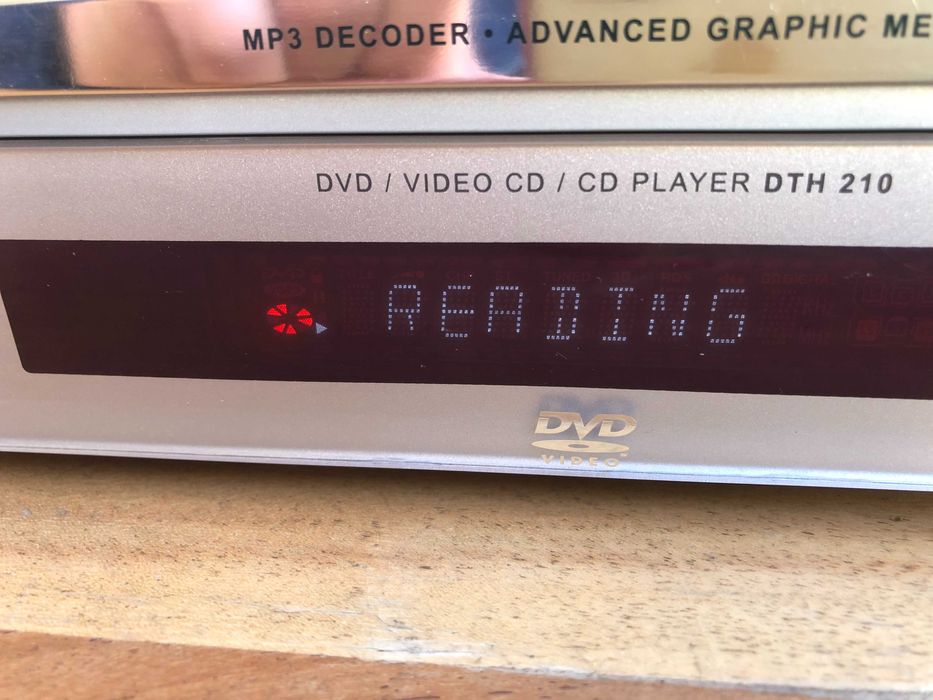 MP3 DECODER • ADVANCED GRAPHIC ME
DVD / VIDEO CD / CD PLAYER DTH 210
READING
DVD
VIDEO